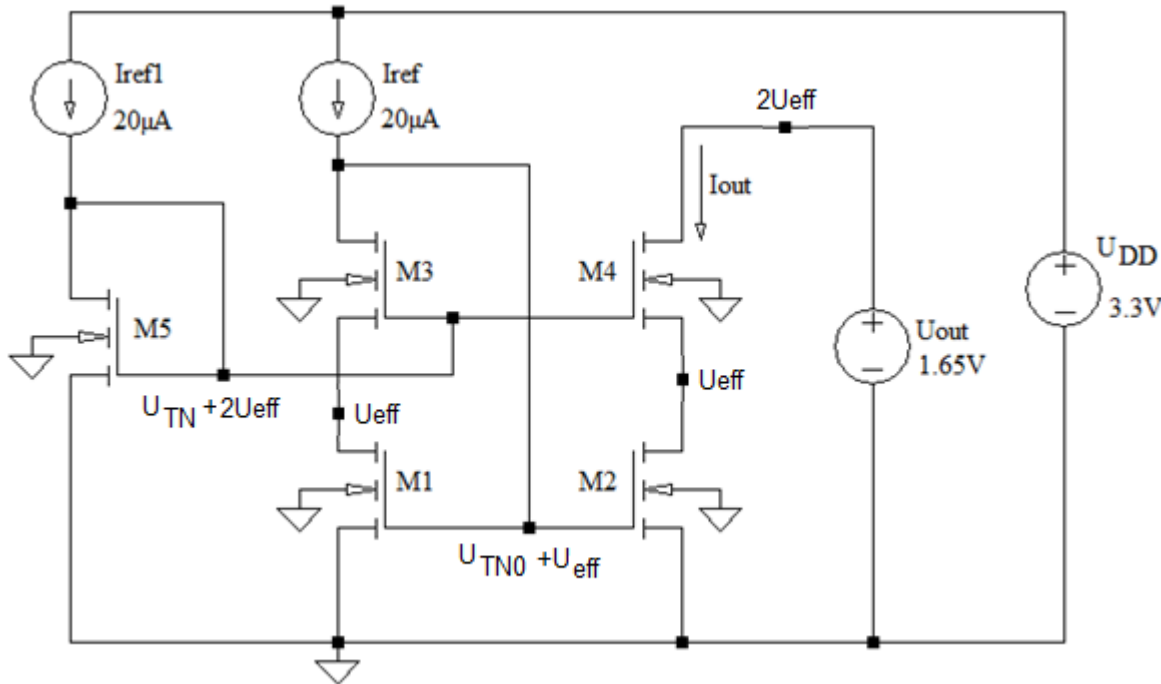 Iref1
20µA
Iref
20µA
2Ueff
Iout
M3
M4
UDD
3.3V
M5
Uout
1.65V
UTN +2Ueff
Ueff
Ueff
M1
M2
UTN0 +Ueff